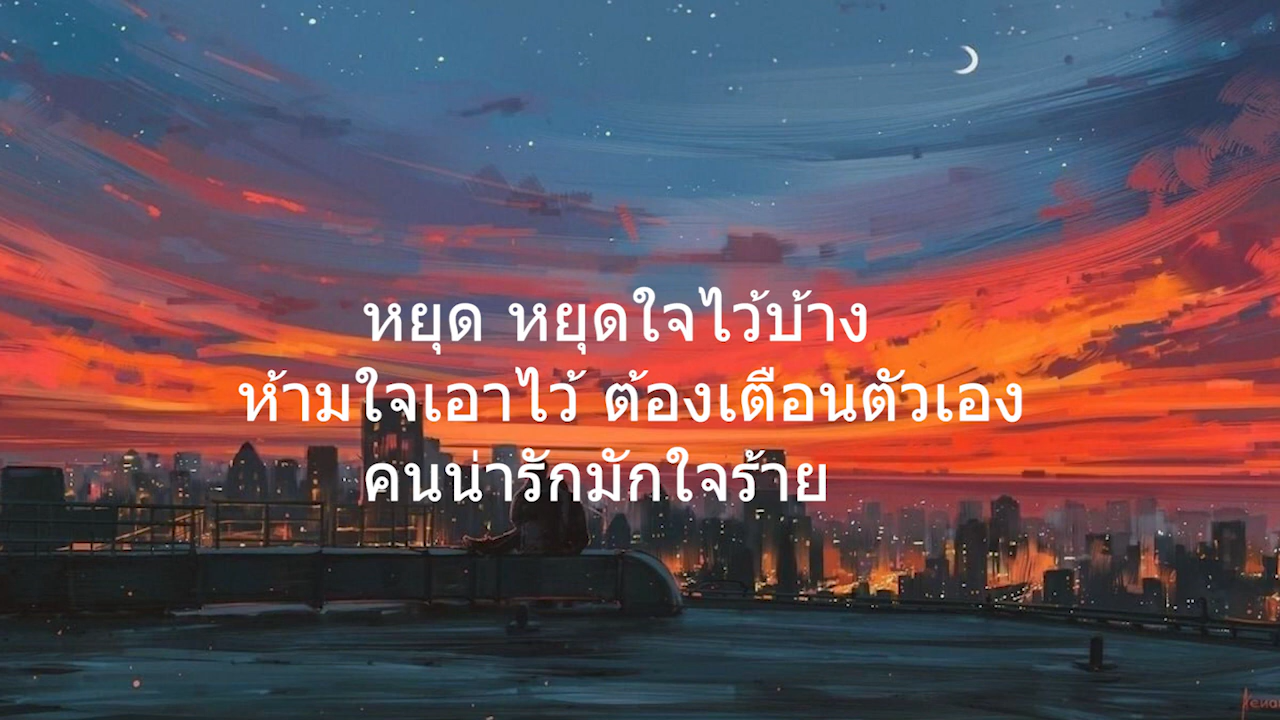 หยุด หยุดใจไว้บ้าง
ห้ามใจเอาไว้ ต้องเตือนตัวเอง
คนน่ารักมักใจร้าย